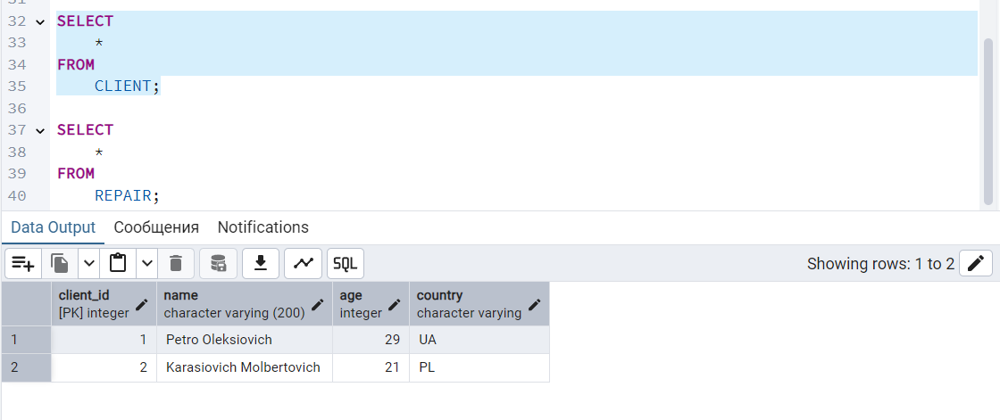 31
32 SELECT
33 *
34 FROM
35 CLIENT;
36
37 SELECT
38 *
39 FROM
40 REPAIR;
Data Output Сообщения Notifications
SQL Showing rows: 1 to 2
client_id name age country
[PK] integer character varying (200) integer character varying
1 1 Petro Oleksiovich 29 UA
2 2 Karasiovich Molbertovich 21 PL